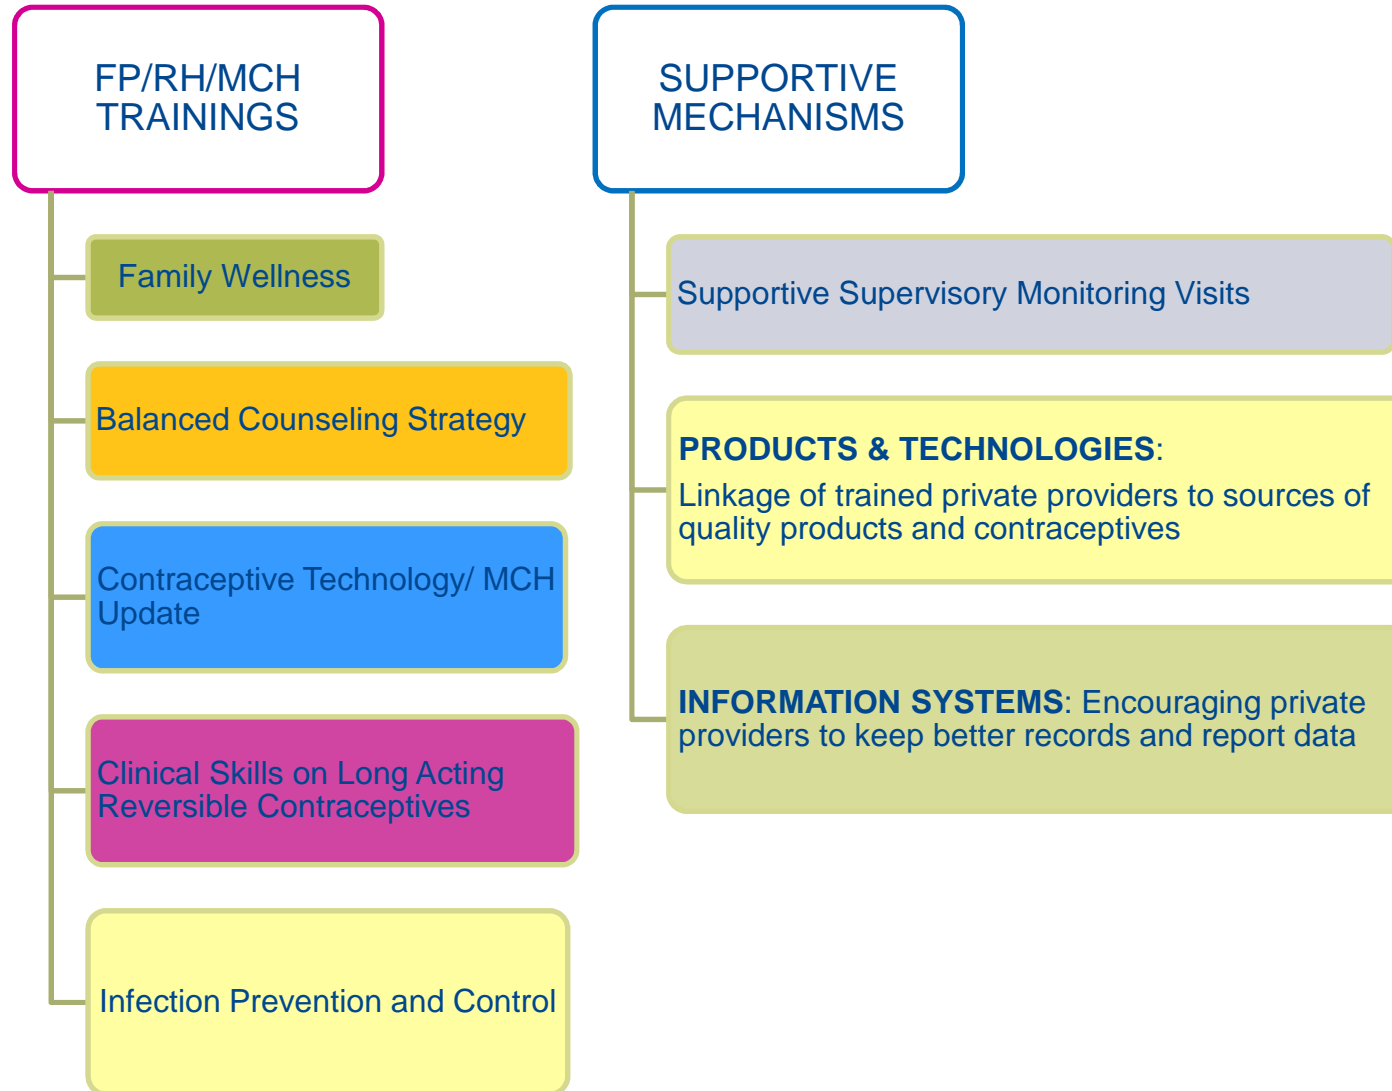 FP/RH/MCH
TRAININGS
Family Wellness
Balanced Counseling Strategy
Contraceptive Technology/ MCH
Update
Clinical Skills on Long Acting
Reversible Contraceptives
Infection Prevention and Control
SUPPORTIVE
MECHANISMS
Supportive Supervisory Monitoring Visits
PRODUCTS & TECHNOLOGIES:
Linkage of trained private providers to sources of
quality products and contraceptives
INFORMATION SYSTEMS: Encouraging private
providers to keep better records and report data